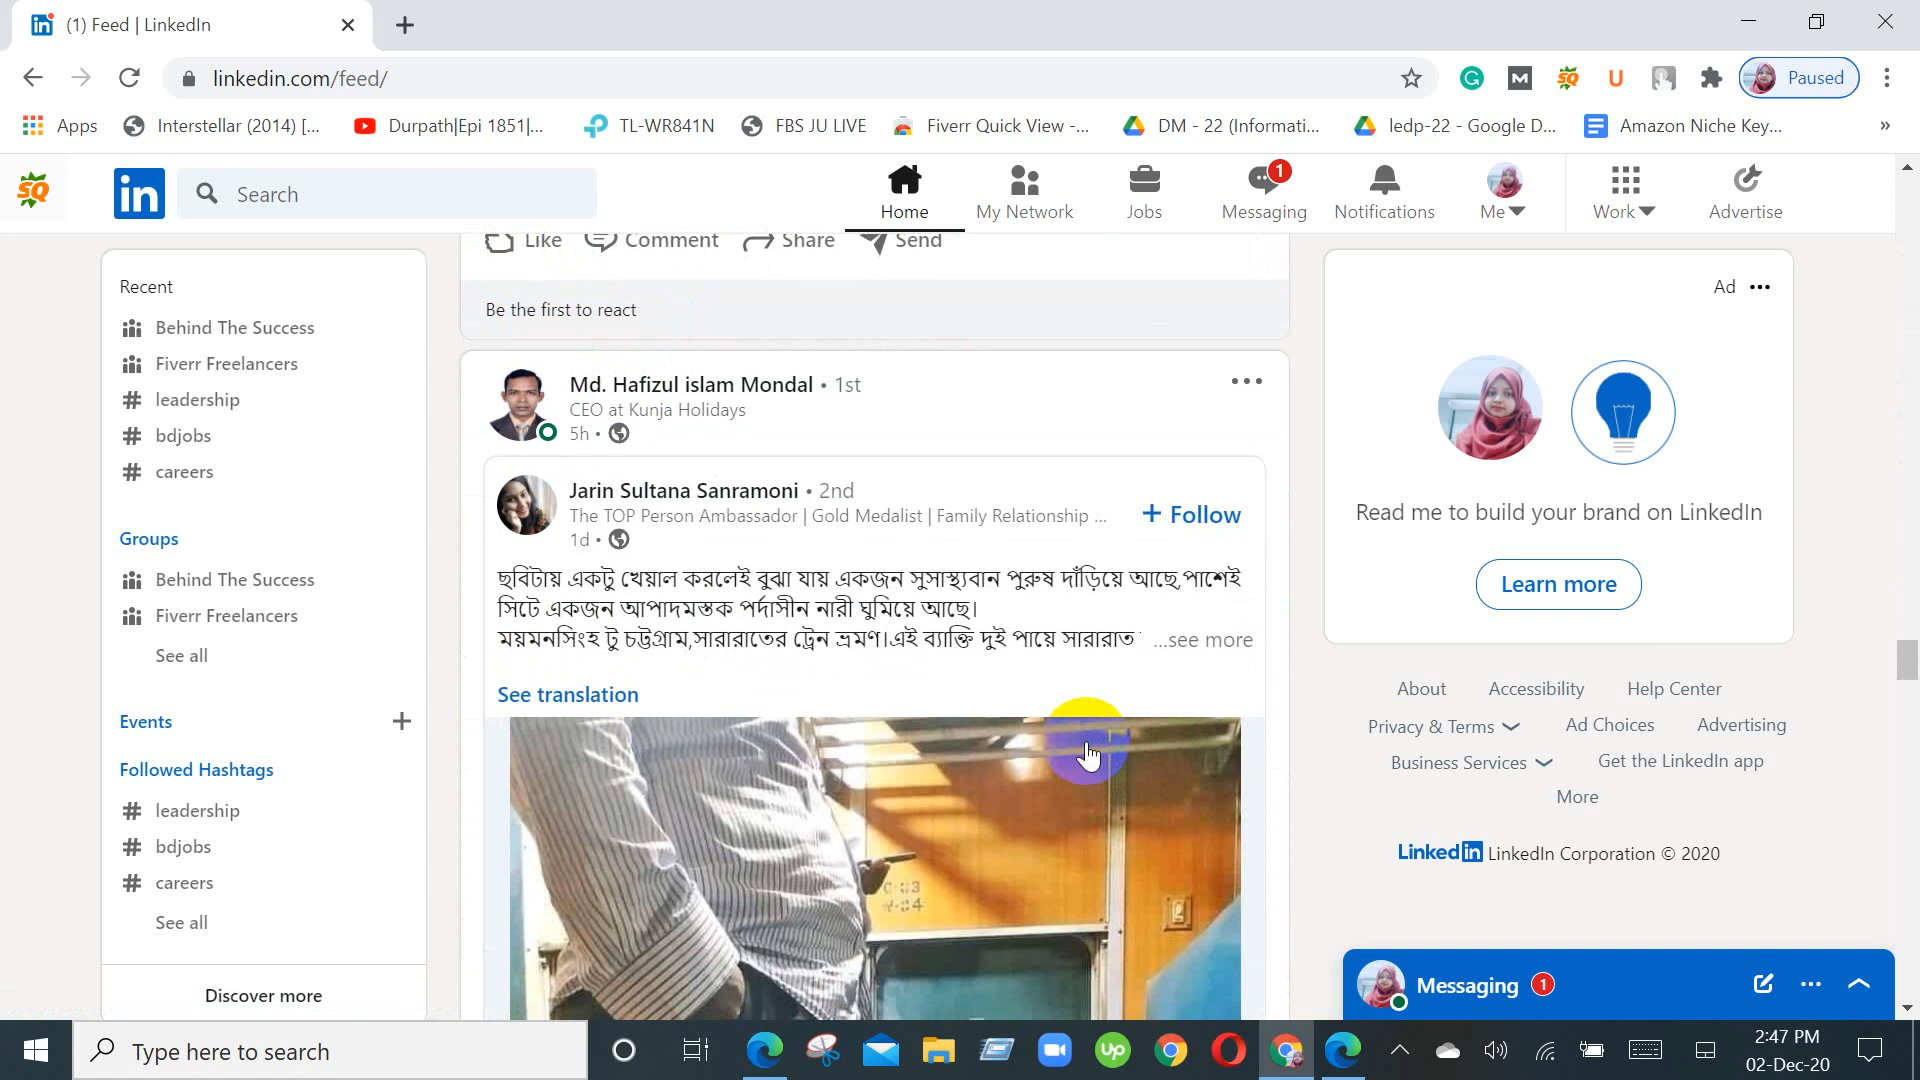 (1) Feed | LinkedIn
linkedin.com/feed/
Paused
Apps
Interstellar (2014) [...
Durpath|Epi 1851|...
TL-WR841N
FBS JU LIVE
Fiverr Quick View -...
DM - 22 (Informati...
ledp-22 - Google D...
Amazon Niche Key...
»
SQ
in
Search
Home
My Network
Jobs
1
Messaging
Notifications
Me
Work
Advertise
Like
Comment
Share
Send
Be the first to react
Recent
Behind The Success
Fiverr Freelancers
# leadership
# bdjobs
# careers
Groups
Behind The Success
Fiverr Freelancers
See all
Events +
Followed Hashtags
# leadership
# bdjobs
# careers
See all
Discover more
Md. Hafizul islam Mondal • 1st
CEO at Kunja Holidays
5h •
Jarin Sultana Sanramoni • 2nd
The TOP Person Ambassador | Gold Medalist | Family Relationship ...
1d •
+ Follow
ছবিটায় একটু খেয়াল করলেই বুঝা যায় একজন সুসাস্থ্যবান পুরুষ দাঁড়িয়ে আছে,পাশেই
সিটে একজন আপাদমস্তক পর্দাসীন নারী ঘুমিয়ে আছে।
ময়মনসিংহ টু চট্টগ্রাম,সারারাতের ট্রেন ভ্রমণ।এই ব্যাক্তি দুই পায়ে সারারাত ...see more
See translation
Ad
Read me to build your brand on LinkedIn
Learn more
About
Accessibility
Help Center
Privacy & Terms
Ad Choices
Advertising
Business Services
Get the LinkedIn app
More
LinkedIn LinkedIn Corporation © 2020
Messaging 1
Type here to search
Up
2:47 PM
02-Dec-20